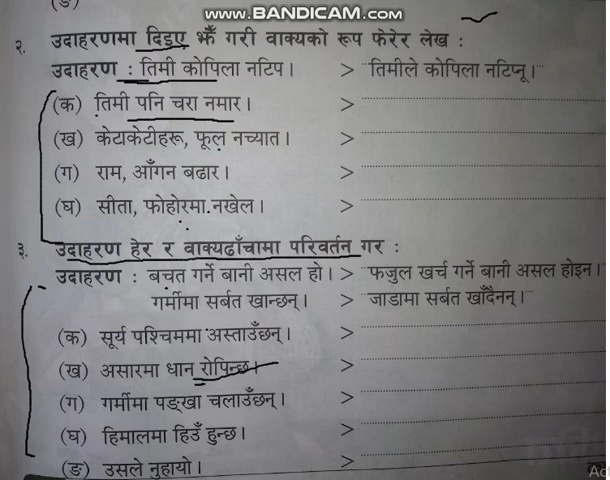 (ङ)
www.BANDICAM.com
२. उदाहरणमा दिइए झैँ गरी वाक्यको रूप फेरेर लेख :
उदाहरण : तिमी कोपिला नटिप। > "तिमीले कोपिला नटिप्नू।"
(क) तिमी पनि चरा नमार। >
(ख) केटाकेटीहरू, फूल नच्यात। >
(ग) राम, आँगन बढार। >
(घ) सीता, फोहोरमा नखेल। >
३. उदाहरण हेर र वाक्यढाँचामा परिवर्तन गर :
उदाहरण : बचत गर्ने बानी असल हो। > "फजुल खर्च गर्ने बानी असल होइन।
गर्मीमा सर्बत खान्छन्। > जाडामा सर्बत खाँदैनन्।"
(क) सूर्य पश्चिममा अस्ताउँछन्। >
(ख) असारमा धान रोपिन्छ। >
(ग) गर्मीमा पङ्खा चलाउँछन्। >
(घ) हिमालमा हिउँ हुन्छ। >
(ङ) उसले नुहायो। >